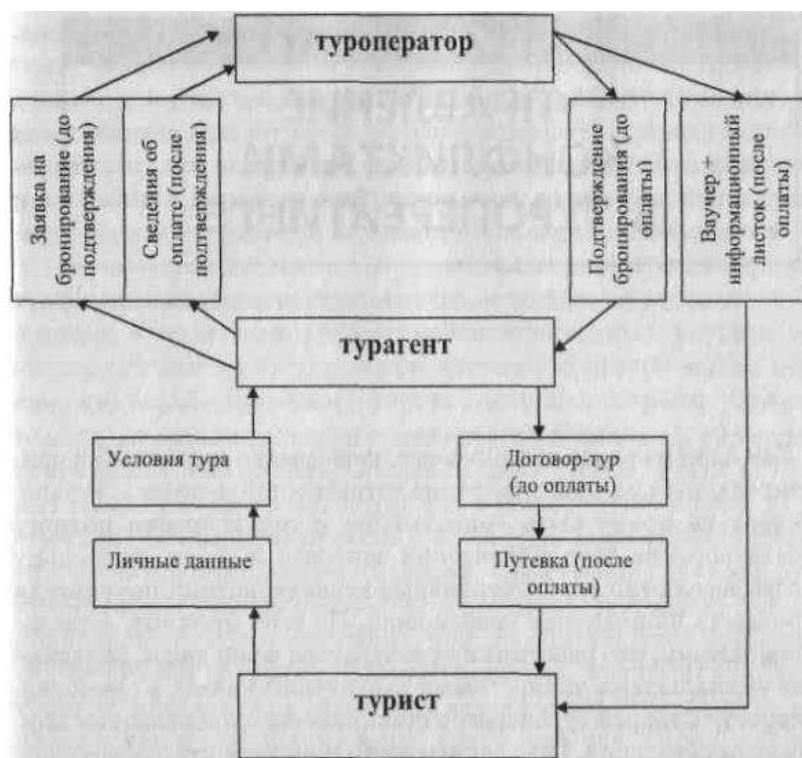 туроператор
Заявка на
бронирование (до
подтверждения)
Сведения об
оплате (после
подтверждения)
Подтверждение
бронирования (до
оплаты)
Ваучер +
информационный
листок (после
оплаты)
турагент
Условия тура
Договор-тур
(до оплаты)
Личные данные
Путевка (после
оплаты)
турист